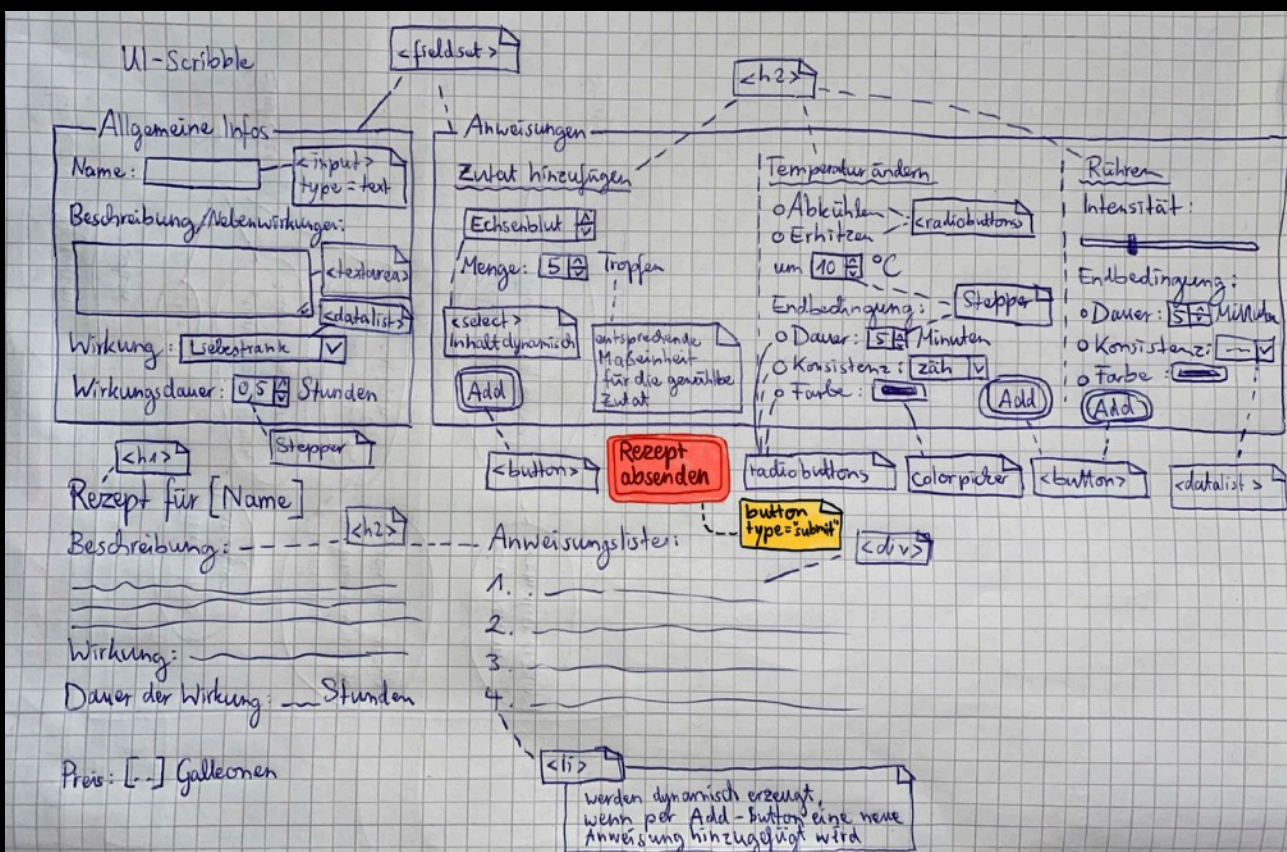 UI-Scribble
<fieldset>
<h2>
Allgemeine Infos
Name:
<input>
type=text
Beschreibung/Nebenwirkungen:
<textarea>
<datalist>
Wirkung: Liebestrank
Wirkungsdauer: 0,5 Stunden
Stepper
Anweisungen
Zutat hinzufügen
Echsenblut
Menge: 5 Tropfen
<select>
Inhalt dynamisch
entsprechende
Maßeinheit
für die gewählte
Zutat
Add
<button>
Temperatur ändern
Abkühlen
Erhitzen
<radiobuttons>
um 10 °C
Stepper
Endbedingung:
Dauer: 5 Minuten
Konsistenz: zäh
Farbe:
Add
radiobuttons
colorpicker
<button>
Rühren
Intensität:
Endbedingung:
Dauer: 5 Minuten
Konsistenz: --
Farbe:
Add
<datalist>
Rezept
absenden
button
type="submit"
<h1>
Rezept für [Name]
<h2>
Beschreibung:
Wirkung:
Dauer der Wirkung: __ Stunden
Preis: [--] Galleonen
Anweisungsliste:
<div>
1.
2.
3.
4.
<li>
werden dynamisch erzeugt,
wenn per Add-Button eine neue
Anweisung hinzugefügt wird